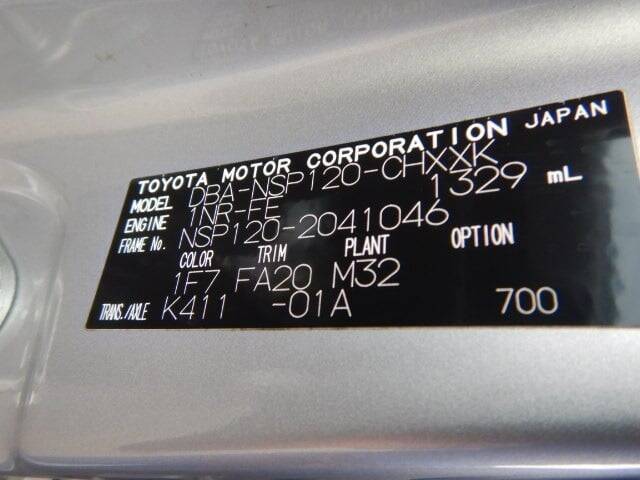 TOYOTA MOTOR CORPORATION JAPAN
MODEL DBA-NSP120-CHXXK
ENGINE 1NR-FE 1329 mL
FRAME No. NSP120-2041046
COLOR TRIM PLANT OPTION
1F7 FA20 M32
TRANS./AXLE K411 -01A 700